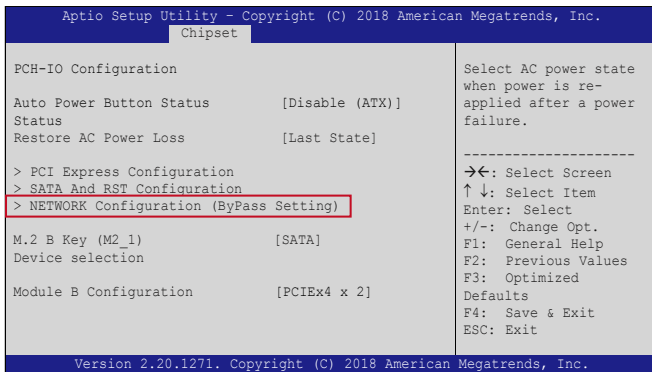 Aptio Setup Utility – Copyright (C) 2018 American Megatrends, Inc.
Chipset
PCH-IO Configuration
Auto Power Button Status [Disable (ATX)]
Status
Restore AC Power Loss [Last State]
> PCI Express Configuration
> SATA And RST Configuration
> NETWORK Configuration (ByPass Setting)
M.2 B Key (M2_1) [SATA]
Device selection
Module B Configuration [PCIEx4 x 2]
Select AC power state
when power is re-
applied after a power
failure.
---------------------
→←: Select Screen
↑ ↓: Select Item
Enter: Select
+/-: Change Opt.
F1: General Help
F2: Previous Values
F3: Optimized
Defaults
F4: Save & Exit
ESC: Exit
Version 2.20.1271. Copyright (C) 2018 American Megatrends, Inc.